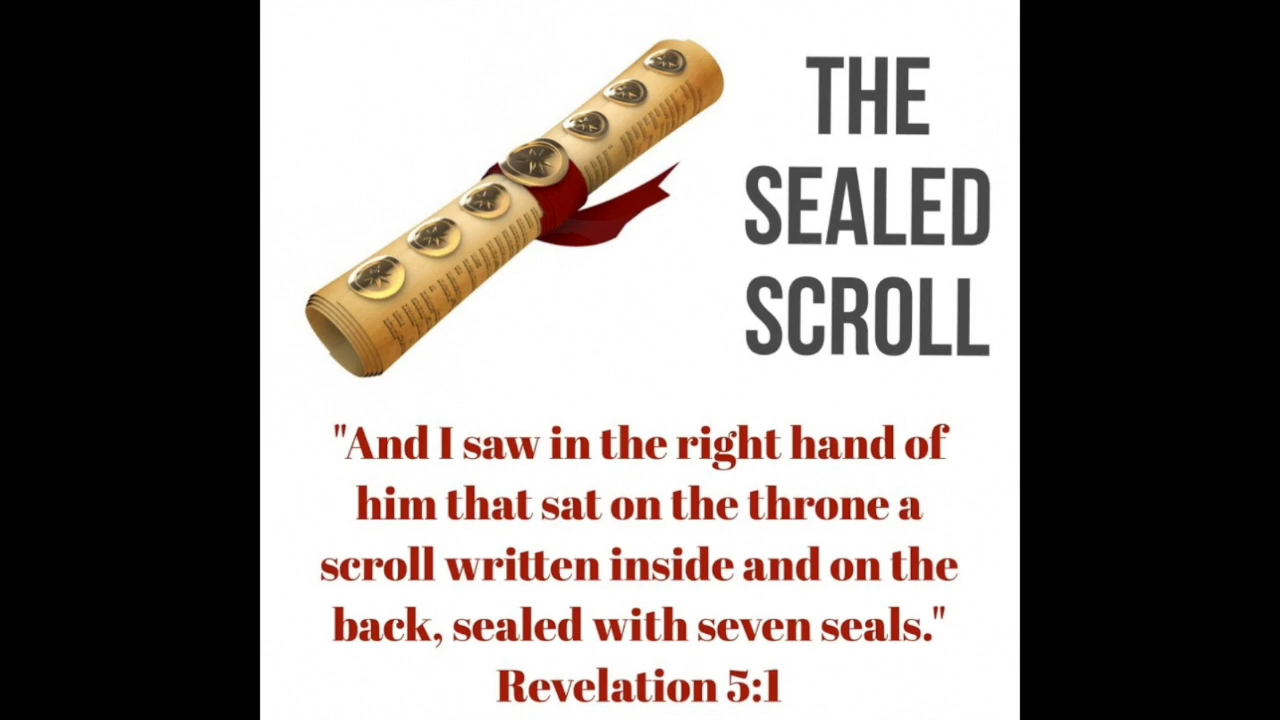 THE
SEALED
SCROLL
"And I saw in the right hand of
him that sat on the throne a
scroll written inside and on the
back, sealed with seven seals."
Revelation 5:1